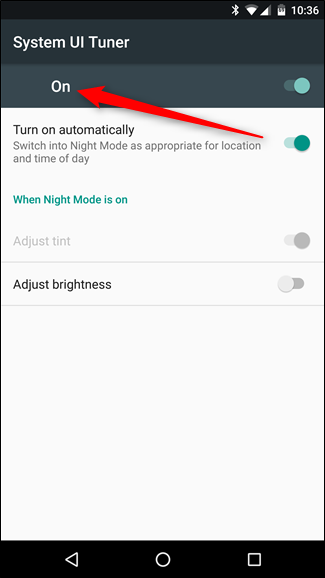 10:36
System UI Tuner
On
Turn on automatically
Switch into Night Mode as appropriate for location
and time of day
When Night Mode is on
Adjust tint
Adjust brightness